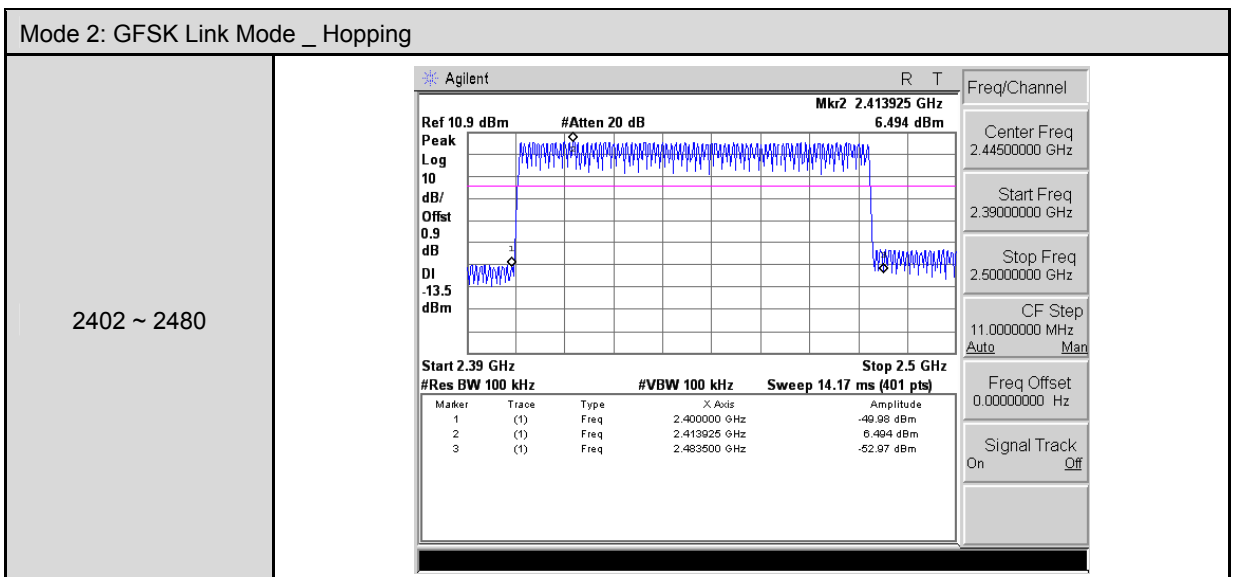 Mode 2: GFSK Link Mode _ Hopping
2402 ~ 2480
Agilent R T
Mkr2 2.413925 GHz
Ref 10.9 dBm #Atten 20 dB 6.494 dBm
Peak
Log
10
dB/
Offst
0.9
dB
DI
-13.5
dBm
1
Start 2.39 GHz Stop 2.5 GHz
#Res BW 100 kHz #VBW 100 kHz Sweep 14.17 ms (401 pts)
Marker Trace Type X Axis Amplitude
1 (1) Freq 2.400000 GHz -49.98 dBm
2 (1) Freq 2.413925 GHz 6.494 dBm
3 (1) Freq 2.483500 GHz -52.97 dBm
Freq/Channel
Center Freq
2.44500000 GHz
Start Freq
2.39000000 GHz
Stop Freq
2.50000000 GHz
CF Step
11.0000000 MHz
Auto Man
Freq Offset
0.00000000 Hz
Signal Track
On Off